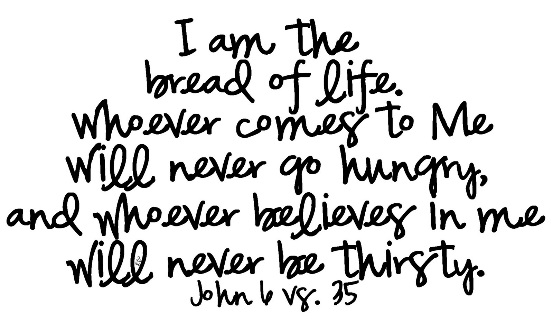 I am the
bread of life.
whoever comes to Me
will never go hungry,
and whoever believes in me
will never be thirsty.
John 6 vs. 35